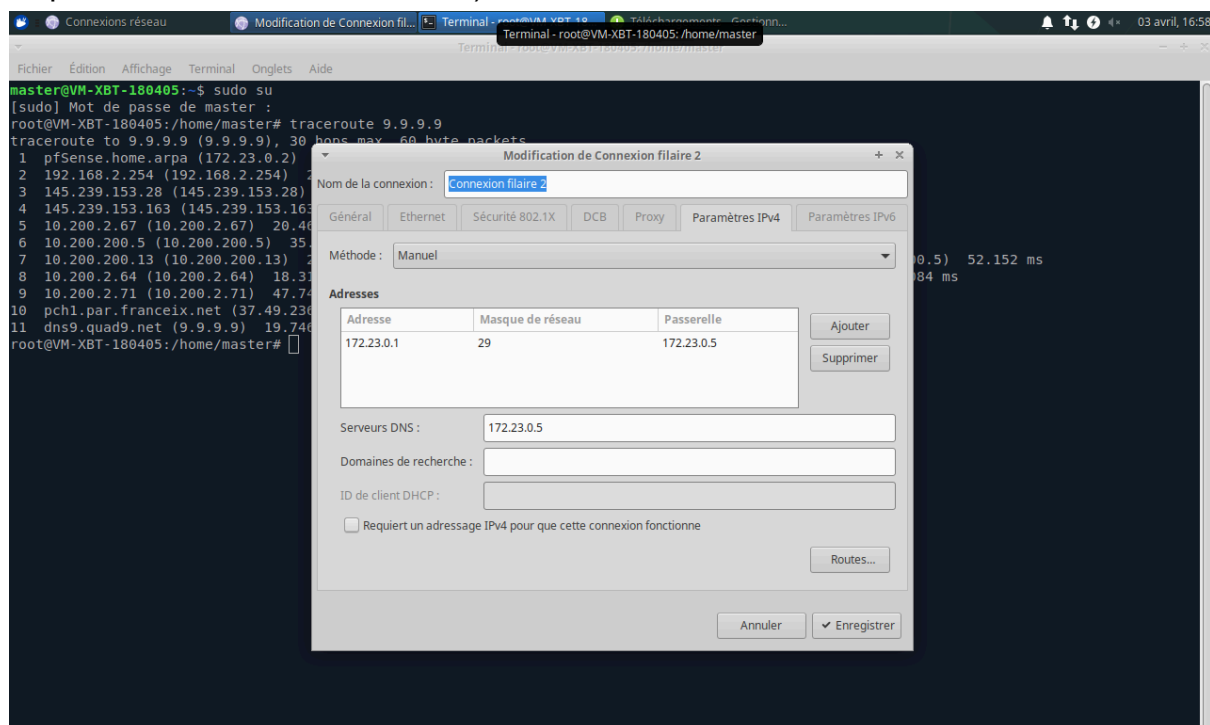 Connexions réseau
Modification de Connexion fil...
Terminal - root@VM-XBT-18...
Téléchargements - Gestionn...
03 avril, 16:58
Terminal - root@VM-XBT-180405: /home/master
Terminal - root@VM-XBT-180405: /home/master
Fichier Édition Affichage Terminal Onglets Aide
master@VM-XBT-180405:~$ sudo su
[sudo] Mot de passe de master :
root@VM-XBT-180405:/home/master# traceroute 9.9.9.9
traceroute to 9.9.9.9 (9.9.9.9), 30 hops max, 60 byte packets
1 pfSense.home.arpa (172.23.0.2)
2 192.168.2.254 (192.168.2.254)
3 145.239.153.28 (145.239.153.28)
4 145.239.153.163 (145.239.153.163
5 10.200.2.67 (10.200.2.67) 20.46
6 10.200.200.5 (10.200.200.5) 35.
7 10.200.200.13 (10.200.200.13) 2 00.5) 52.152 ms
8 10.200.2.64 (10.200.2.64) 18.31 084 ms
9 10.200.2.71 (10.200.2.71) 47.74
10 pch1.par.franceix.net (37.49.236
11 dns9.quad9.net (9.9.9.9) 19.746
root@VM-XBT-180405:/home/master#
Modification de Connexion filaire 2
Nom de la connexion : Connexion filaire 2
Général Ethernet Sécurité 802.1X DCB Proxy Paramètres IPv4 Paramètres IPv6
Méthode : Manuel
Adresses
Adresse Masque de réseau Passerelle
172.23.0.1 29 172.23.0.5
Ajouter
Supprimer
Serveurs DNS : 172.23.0.5
Domaines de recherche :
ID de client DHCP :
Requiert un adressage IPv4 pour que cette connexion fonctionne
Routes...
Annuler Enregistrer